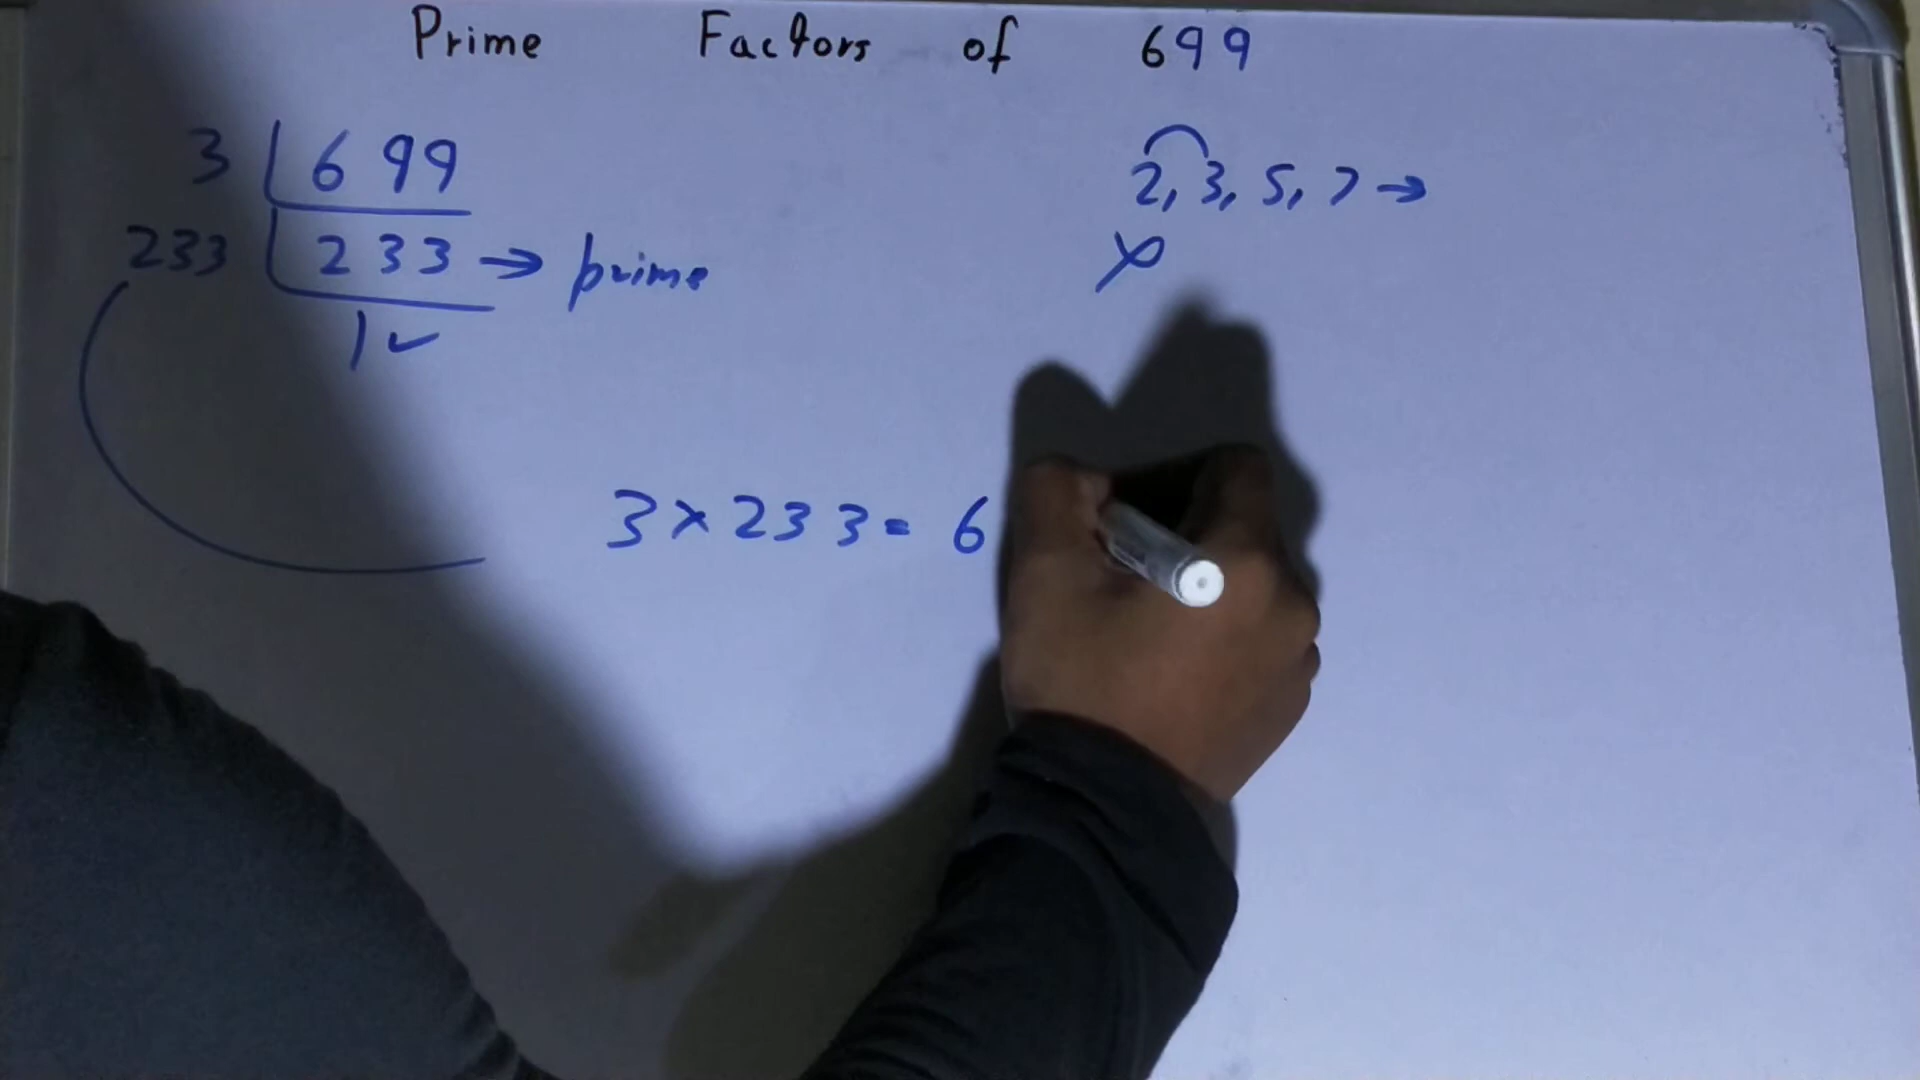 Prime Factors of 699
3 | 699
2, 3, 5, 7 →
233 | 233 → prime
1 ✓
3 × 233 = 6